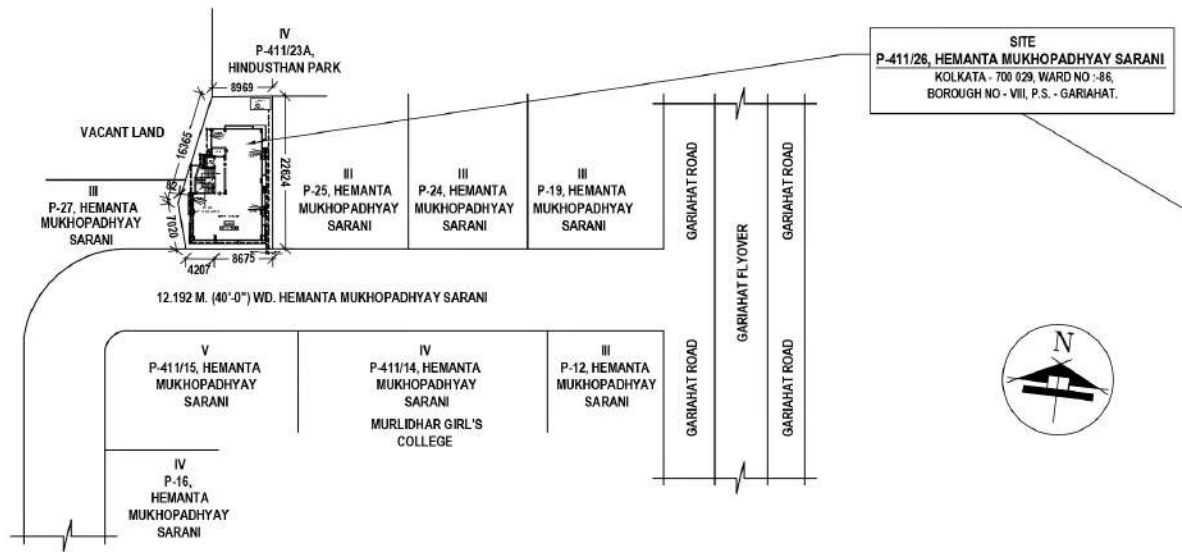 IV
P-411/23A,
HINDUSTHAN PARK
8969
SITE
P-411/26, HEMANTA MUKHOPADHYAY SARANI
KOLKATA - 700 029, WARD NO :-86,
BOROUGH NO - VIII, P.S. - GARIAHAT.
VACANT LAND
16365
22624
III
P-27, HEMANTA
MUKHOPADHYAY
SARANI
7020
4207
8675
III
P-25, HEMANTA
MUKHOPADHYAY
SARANI
III
P-24, HEMANTA
MUKHOPADHYAY
SARANI
III
P-19, HEMANTA
MUKHOPADHYAY
SARANI
GARIAHAT ROAD
GARIAHAT FLYOVER
GARIAHAT ROAD
12.192 M. (40'-0") WD. HEMANTA MUKHOPADHYAY SARANI
V
P-411/15, HEMANTA
MUKHOPADHYAY
SARANI
IV
P-411/14, HEMANTA
MUKHOPADHYAY
SARANI
MURLIDHAR GIRL'S
COLLEGE
III
P-12, HEMANTA
MUKHOPADHYAY
SARANI
GARIAHAT ROAD
GARIAHAT ROAD
N
IV
P-16,
HEMANTA
MUKHOPADHYAY
SARANI